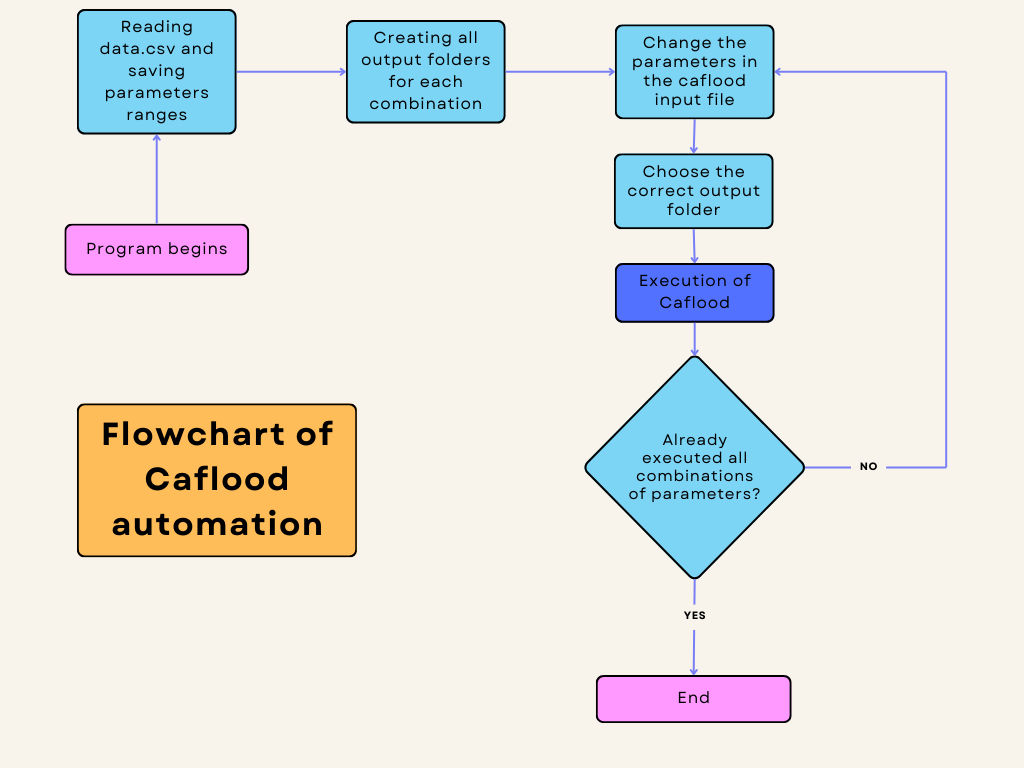 Reading
data.csv and
saving
parameters
ranges
Creating all
output folders
for each
combination
Change the
parameters in
the caflood
input file
Choose the
correct output
folder
Program begins
Execution of
Caflood
Flowchart of
Caflood
automation
Already
executed all
combinations
of parameters?
NO
YES
End